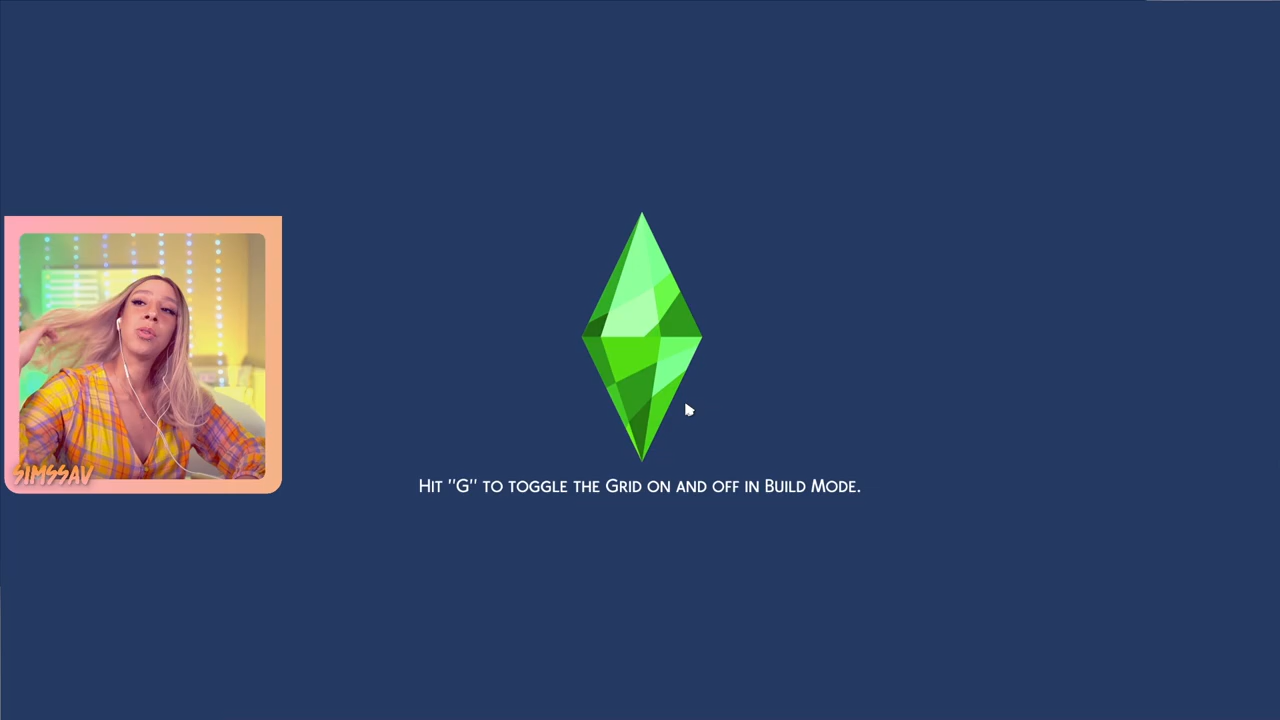 SIMSSAV
Hit "G" to toggle the Grid on and off in Build Mode.